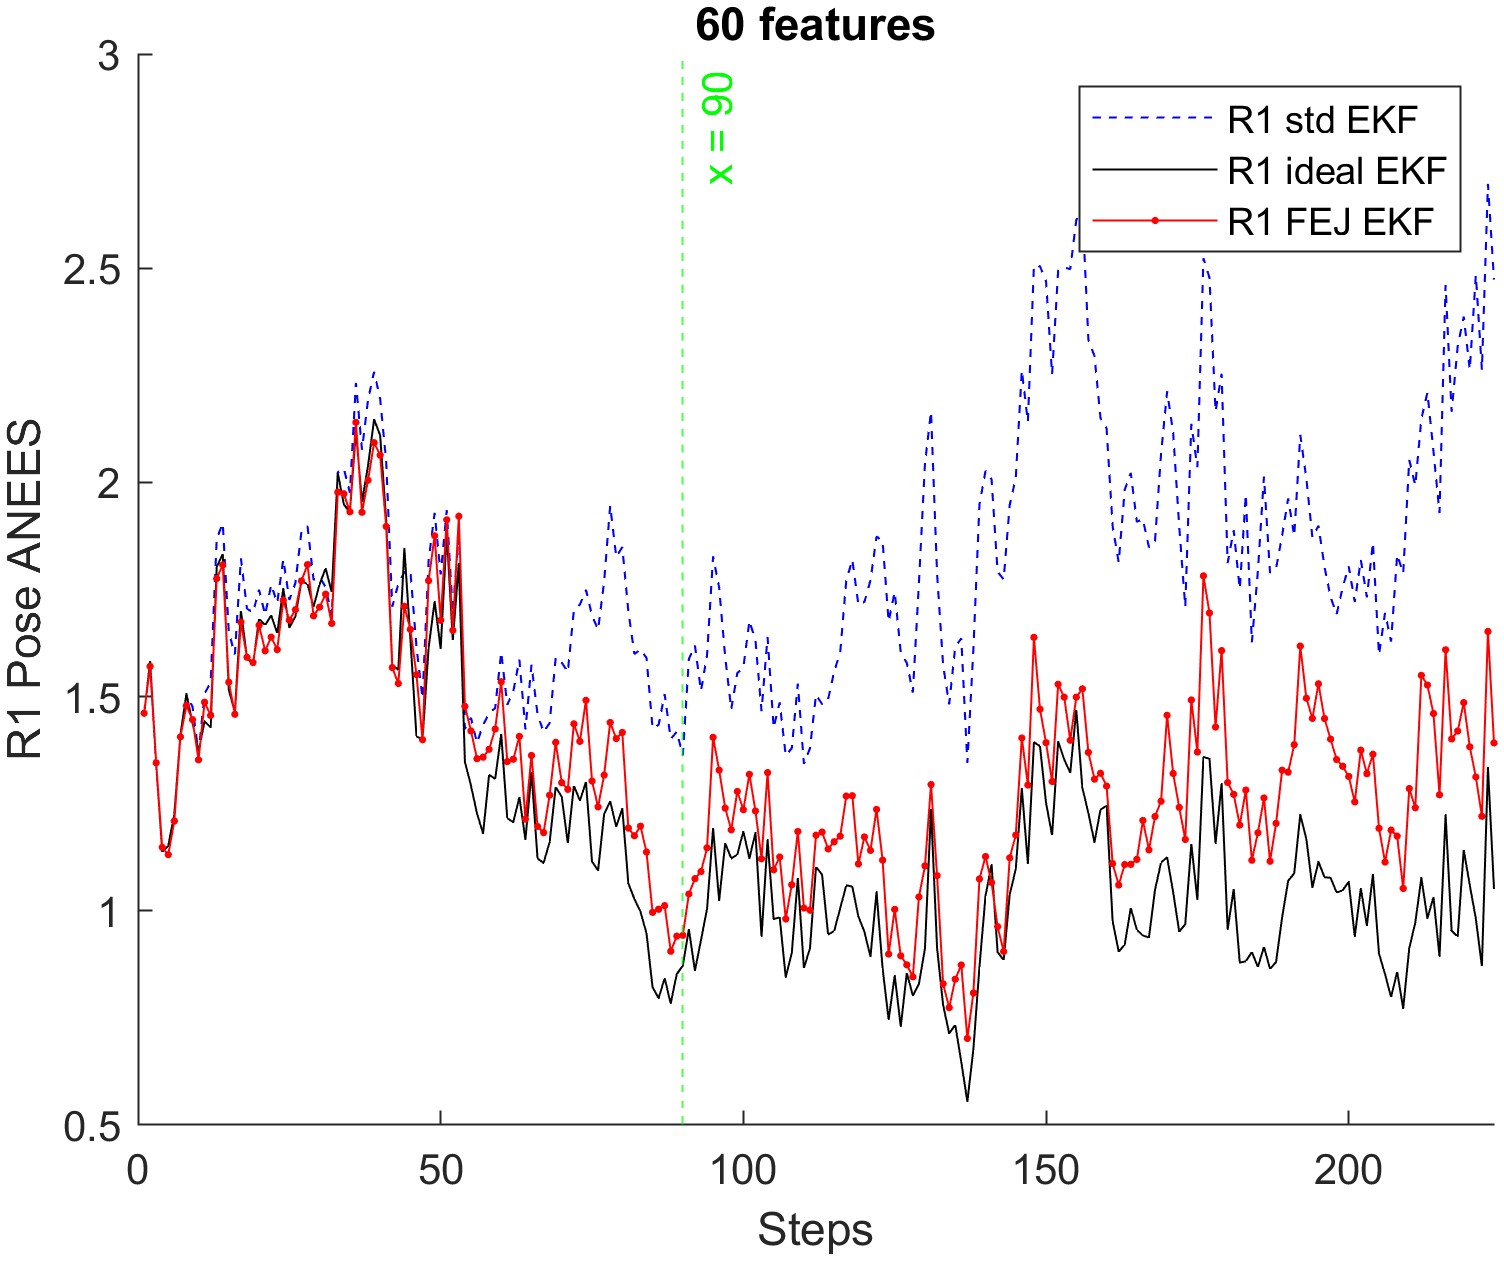 60 features
R1 Pose ANEES
3
2.5
2
1.5
1
0.5
x = 90
R1 std EKF
R1 ideal EKF
R1 FEJ EKF
0 50 100 150 200
Steps